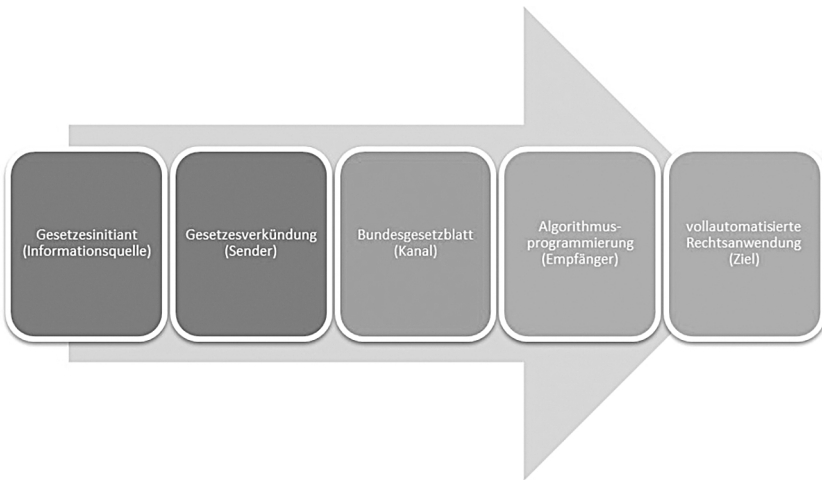 Gesetzesinitiant
(Informationsquelle)
Gesetzesverkündung
(Sender)
Bundesgesetzblatt
(Kanal)
Algorithmus-
programmierung
(Empfänger)
vollautomatisierte
Rechtsanwendung
(Ziel)